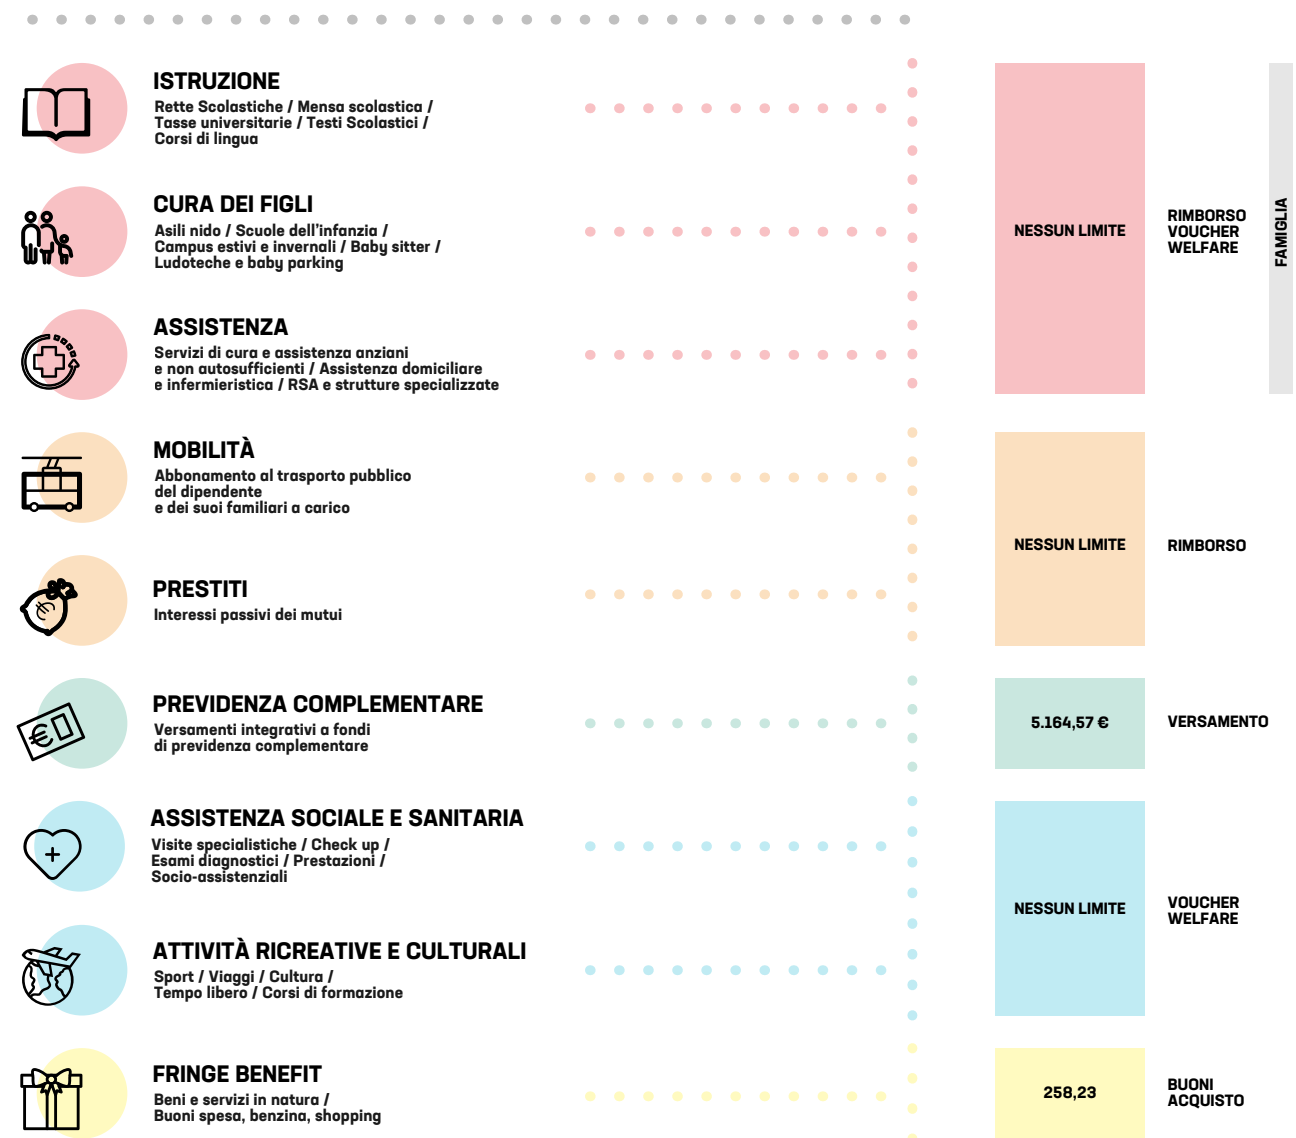 ISTRUZIONE
Rette Scolastiche / Mensa scolastica /
Tasse universitarie / Testi Scolastici /
Corsi di lingua
CURA DEI FIGLI
Asili nido / Scuole dell'infanzia /
Campus estivi e invernali / Baby sitter /
Ludoteche e baby parking
ASSISTENZA
Servizi di cura e assistenza anziani
e non autosufficienti / Assistenza domiciliare
e infermieristica / RSA e strutture specializzate
NESSUN LIMITE
RIMBORSO
VOUCHER
WELFARE
FAMIGLIA
MOBILITÀ
Abbonamento al trasporto pubblico
del dipendente
e dei suoi familiari a carico
PRESTITI
Interessi passivi dei mutui
NESSUN LIMITE
RIMBORSO
PREVIDENZA COMPLEMENTARE
Versamenti integrativi a fondi
di previdenza complementare
5.164,57 €
VERSAMENTO
ASSISTENZA SOCIALE E SANITARIA
Visite specialistiche / Check up /
Esami diagnostici / Prestazioni /
Socio-assistenziali
ATTIVITÀ RICREATIVE E CULTURALI
Sport / Viaggi / Cultura /
Tempo libero / Corsi di formazione
NESSUN LIMITE
VOUCHER
WELFARE
FRINGE BENEFIT
Beni e servizi in natura /
Buoni spesa, benzina, shopping
258,23
BUONI
ACQUISTO